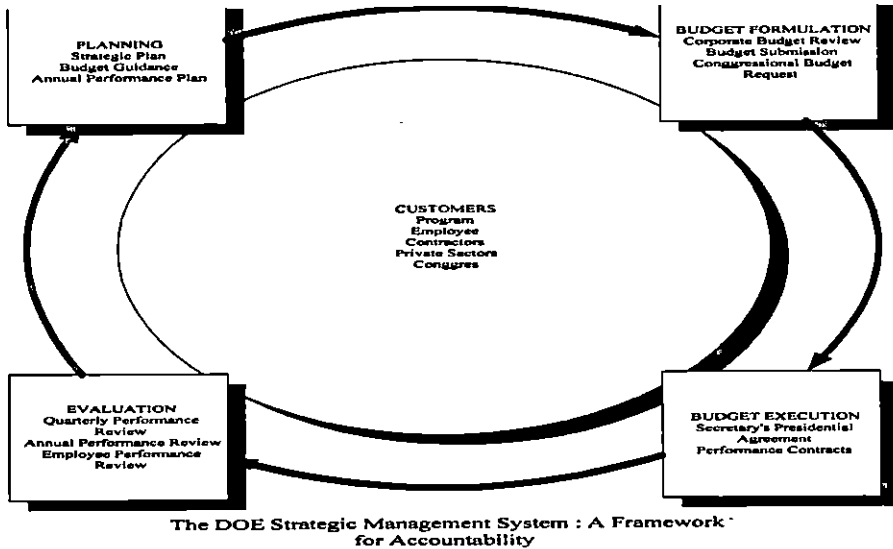 PLANNING
Strategic Plan
Budget Guidance
Annual Performance Plan
BUDGET FORMULATION
Corporate Budget Review
Budget Submission
Conggressional Budget
Request
CUSTOMERS
Program
Employee
Contractors
Private Sectors
Conggres
EVALUATION
Quarterly Performance
Review
Annual Performance Review
Employee Performance
Review
BUDGET EXECUTION
Secretary's Presidential
Agreement
Performance Contracts
The DOE Strategic Management System : A Framework
for Accountability